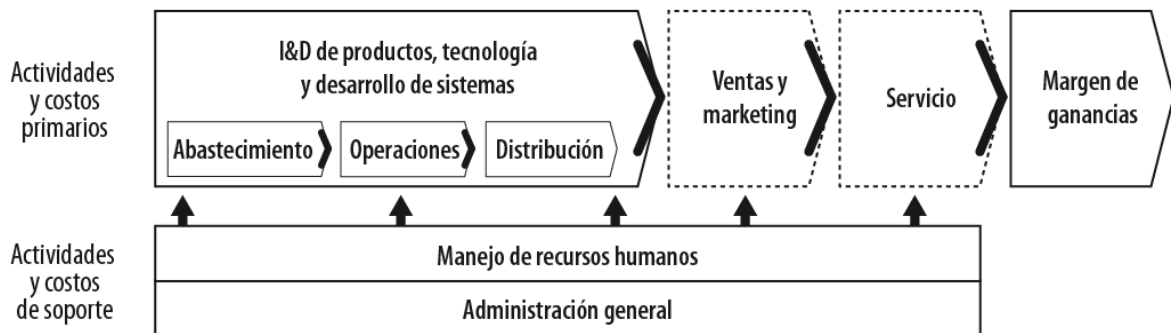 Actividades
y costos
primarios
I&D de productos, tecnología
y desarrollo de sistemas
Abastecimiento
Operaciones
Distribución
Ventas y
marketing
Servicio
Margen de
ganancias
Actividades
y costos
de soporte
Manejo de recursos humanos
Administración general